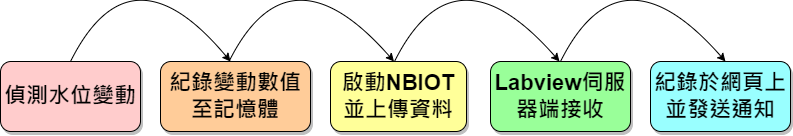 偵測水位變動
紀錄變動數值
至記憶體
啟動NBIOT
並上傳資料
Labview伺服
器端接收
紀錄於網頁上
並發送通知